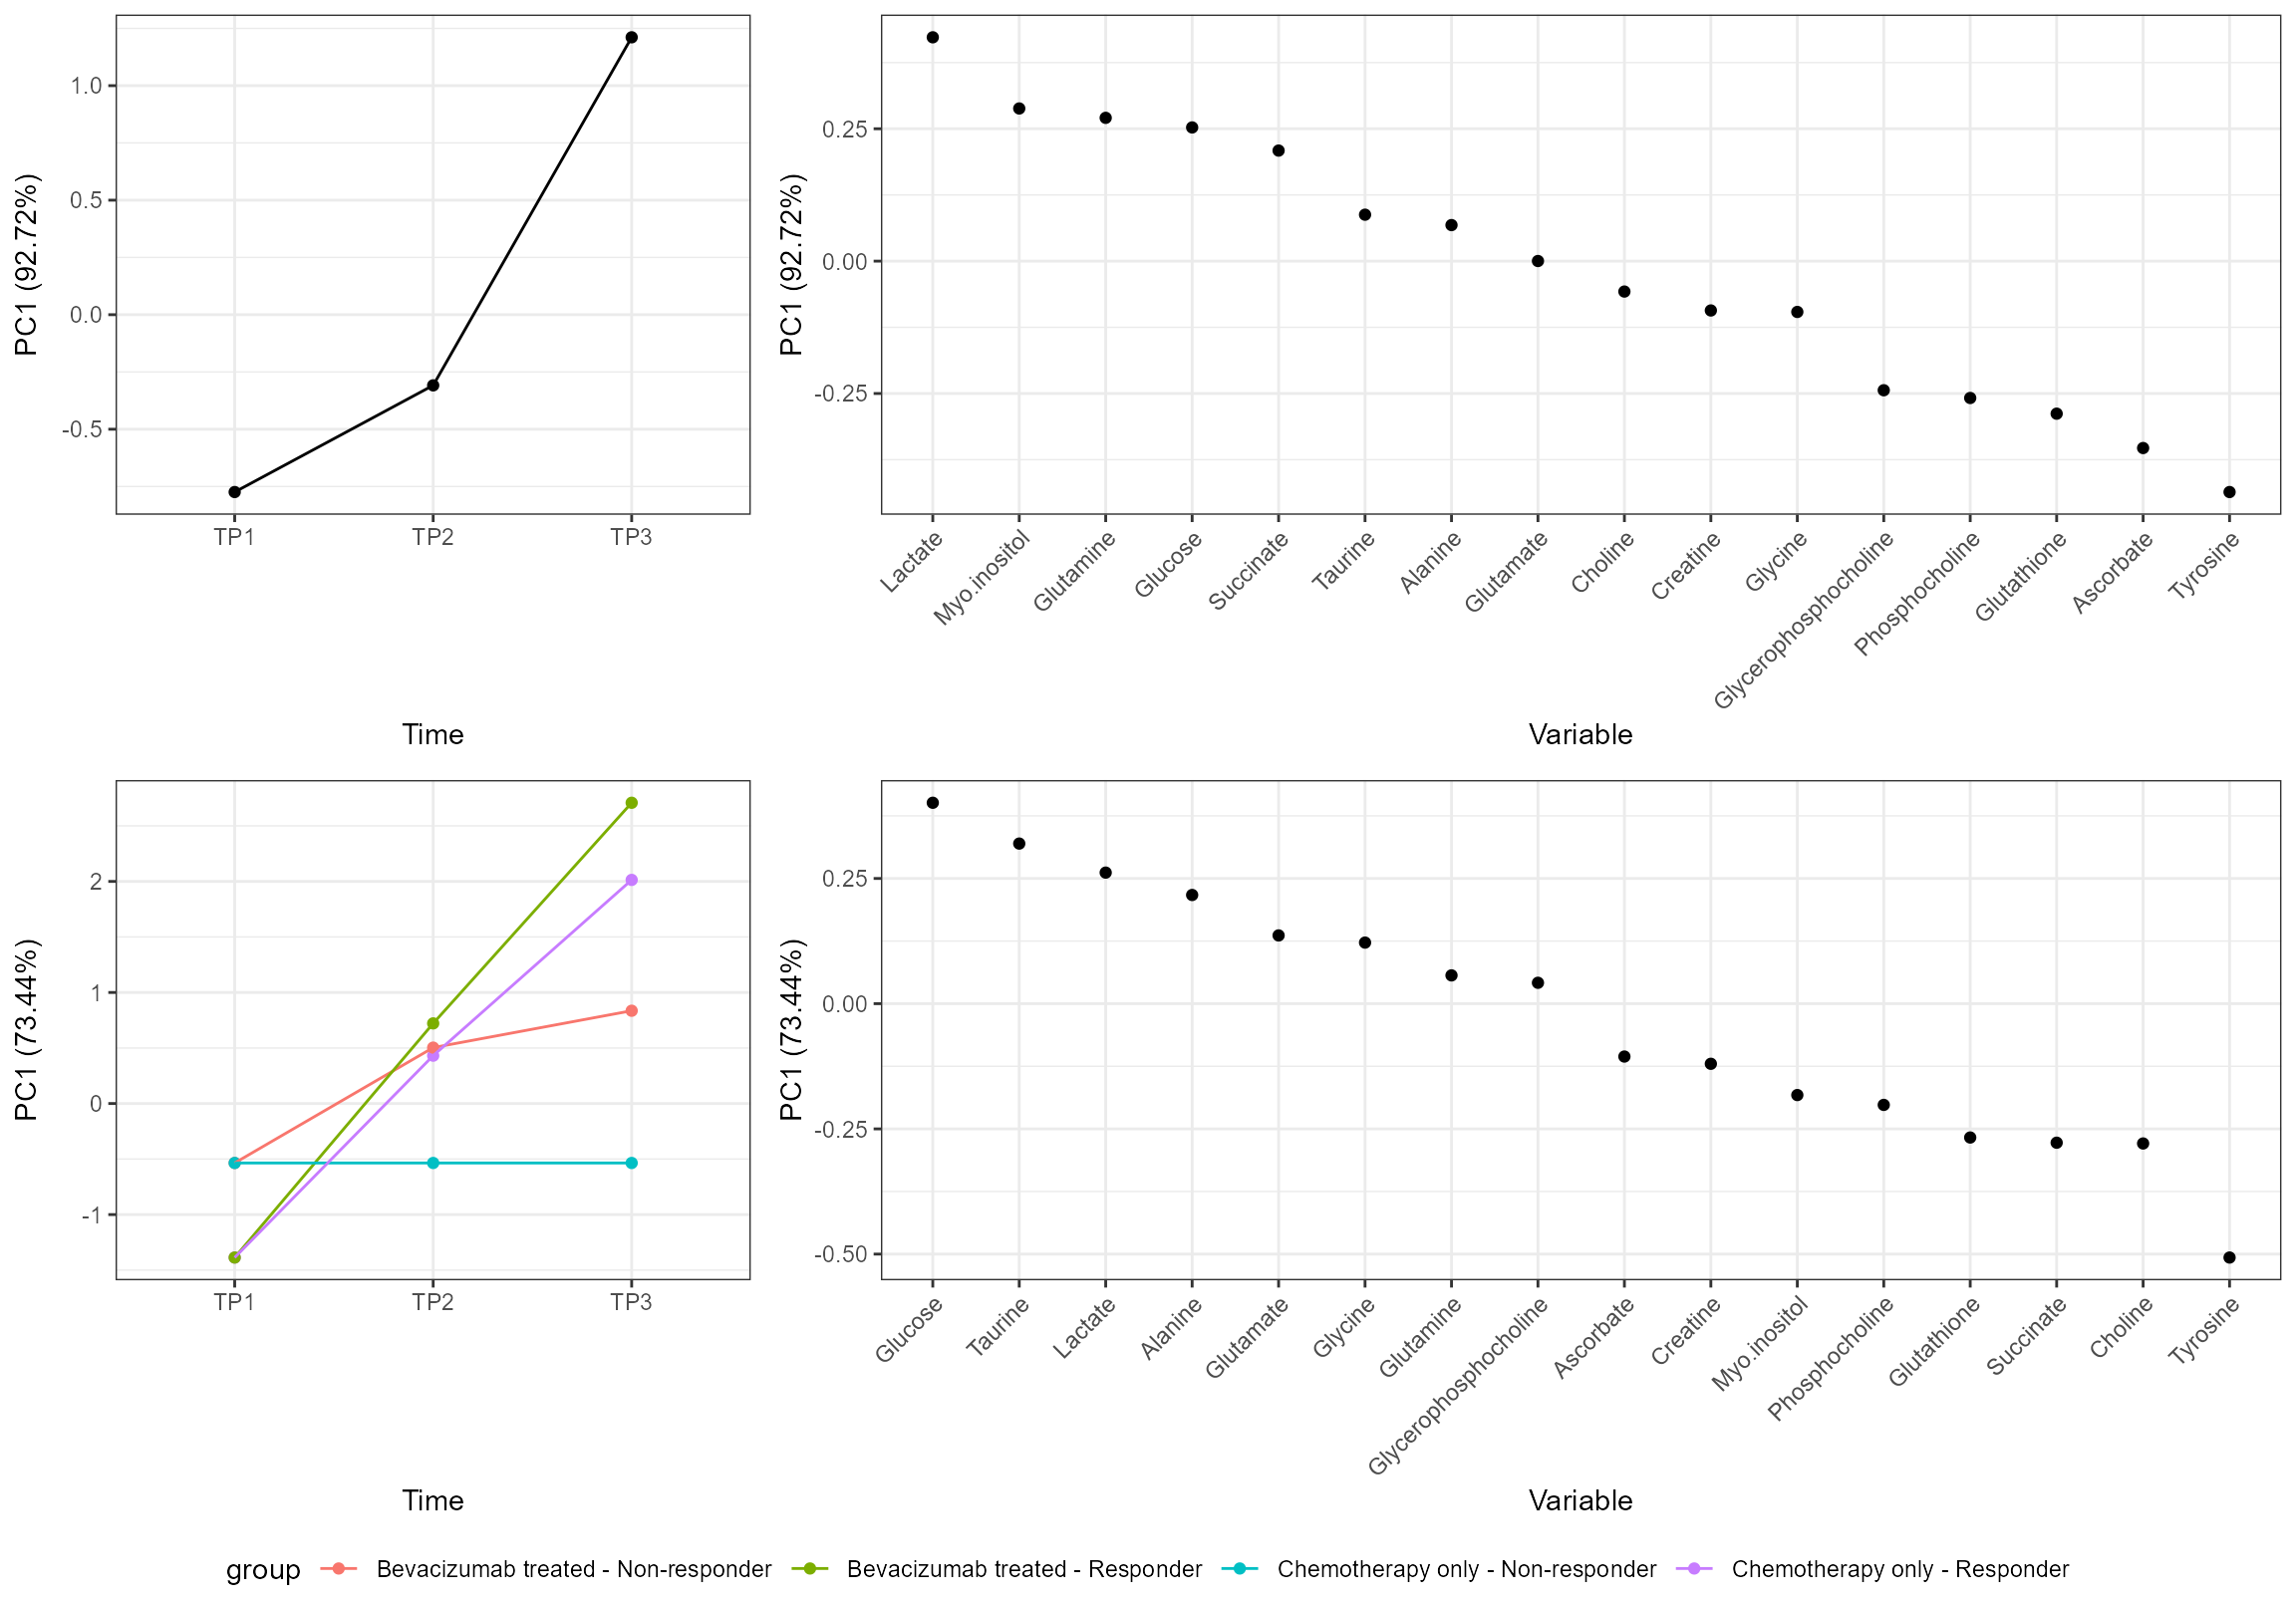 PC1 (92.72%)
1.0
0.5
0.0
-0.5
TP1
TP2
TP3
Time
PC1 (92.72%)
0.25
0.00
-0.25
Lactate
Myo.inositol
Glutamine
Glucose
Succinate
Taurine
Alanine
Glutamate
Choline
Creatine
Glycine
Glycerophosphocholine
Phosphocholine
Glutathione
Ascorbate
Tyrosine
Variable
PC1 (73.44%)
2
1
0
-1
TP1
TP2
TP3
Time
PC1 (73.44%)
0.25
0.00
-0.25
-0.50
Glucose
Taurine
Lactate
Alanine
Glutamate
Glycine
Glutamine
Glycerophosphocholine
Ascorbate
Creatine
Myo.inositol
Phosphocholine
Glutathione
Succinate
Choline
Tyrosine
Variable
group Bevacizumab treated - Non-responder Bevacizumab treated - Responder Chemotherapy only - Non-responder Chemotherapy only - Responder